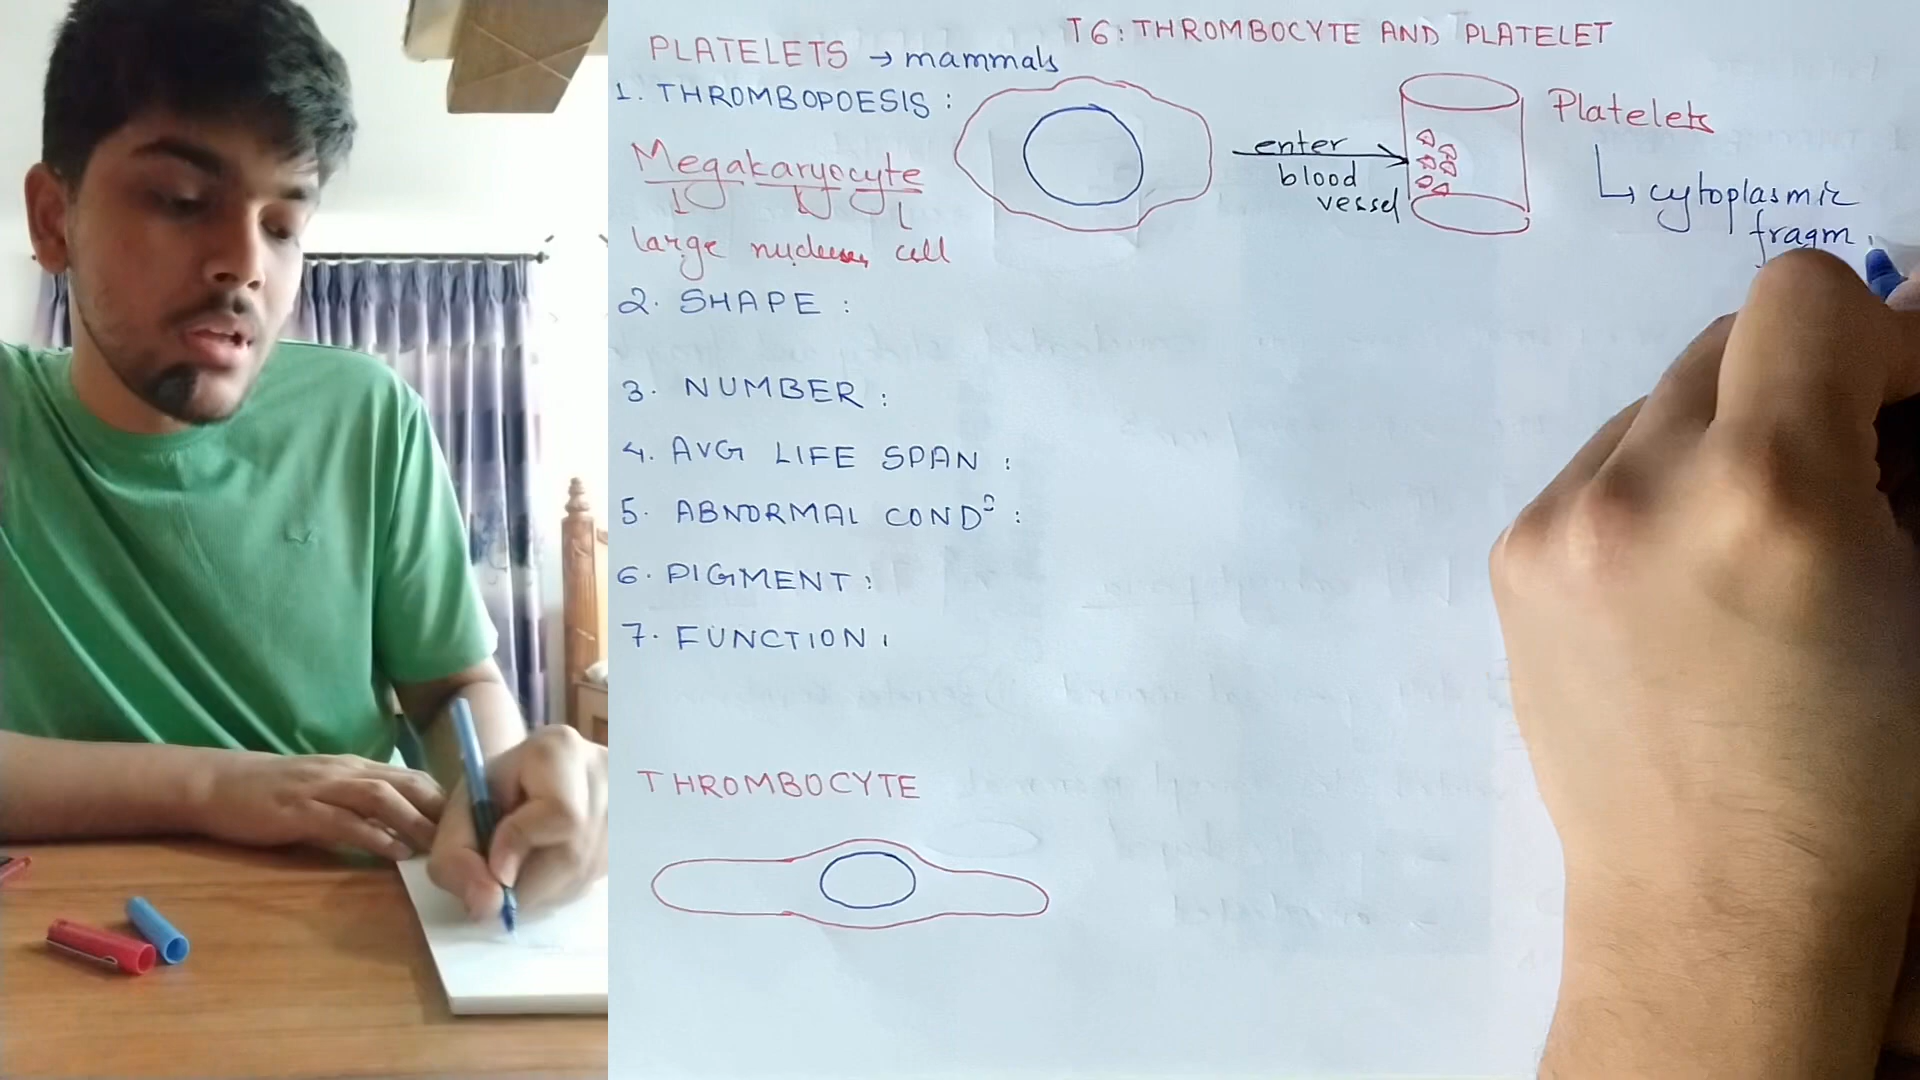 T6: THROMBOCYTE AND PLATELET
PLATELETS → mammals
1. THROMBOPOESIS:
Megakaryocyte
large nucleus cell
enter
blood
vessel
Platelets
cytoplasmic
fragm
2. SHAPE :
3. NUMBER :
4. AVG LIFE SPAN :
5. ABNORMAL CONDⁿ :
6. PIGMENT :
7. FUNCTION :
THROMBOCYTE